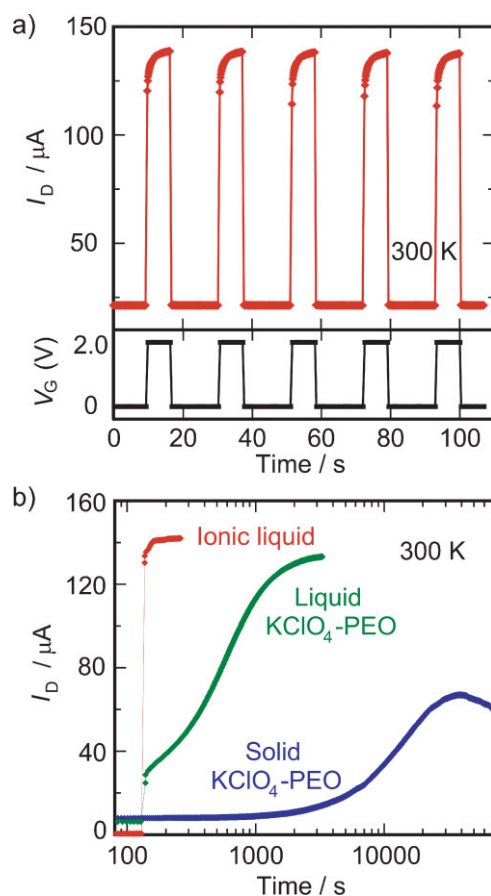 a)
150
100
50
I_D / μA
300 K
2.0
0
V_G (V)
0 20 40 60 80 100
Time / s
b)
160
120
80
40
0
I_D / μA
Ionic liquid
300 K
Liquid
KClO₄-PEO
Solid
KClO₄-PEO
100 1000 10000
Time / s